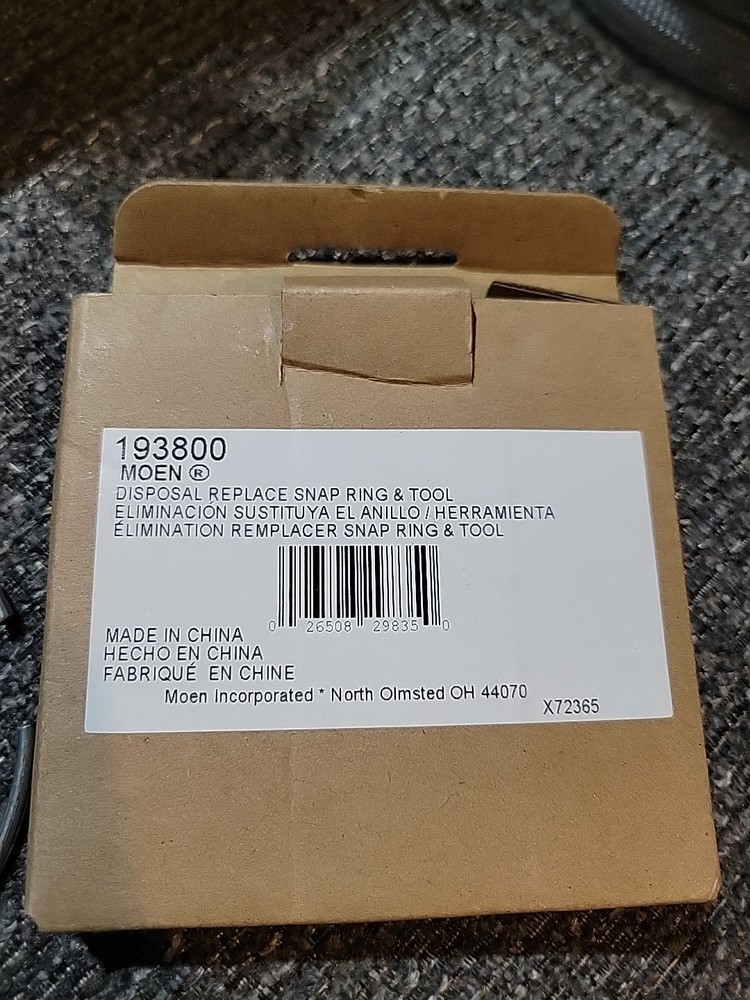 193800
MOEN ®
DISPOSAL REPLACE SNAP RING & TOOL
ELIMINACIÓN SUSTITUYA EL ANILLO / HERRAMIENTA
ÉLIMINATION REMPLACER SNAP RING & TOOL
0 26508 29835 0
MADE IN CHINA
HECHO EN CHINA
FABRIQUÉ EN CHINE
Moen Incorporated * North Olmsted OH 44070
X72365